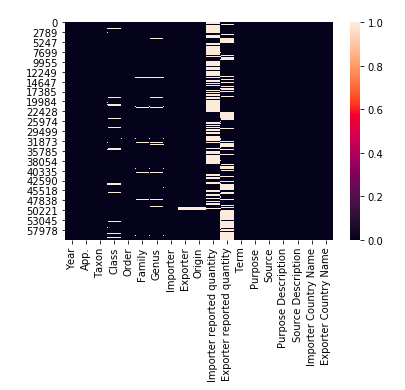 0
2789
5247
7699
9955
12249
14647
17385
19984
22428
25974
29499
31873
35785
38054
40335
42590
45518
47838
50221
53045
57978
1.0
0.8
0.6
0.4
0.2
0.0
Year
App.
Taxon
Class
Order
Family
Genus
Importer
Exporter
Origin
Importer reported quantity
Exporter reported quantity
Term
Purpose
Source
Purpose Description
Source Description
Importer Country Name
Exporter Country Name